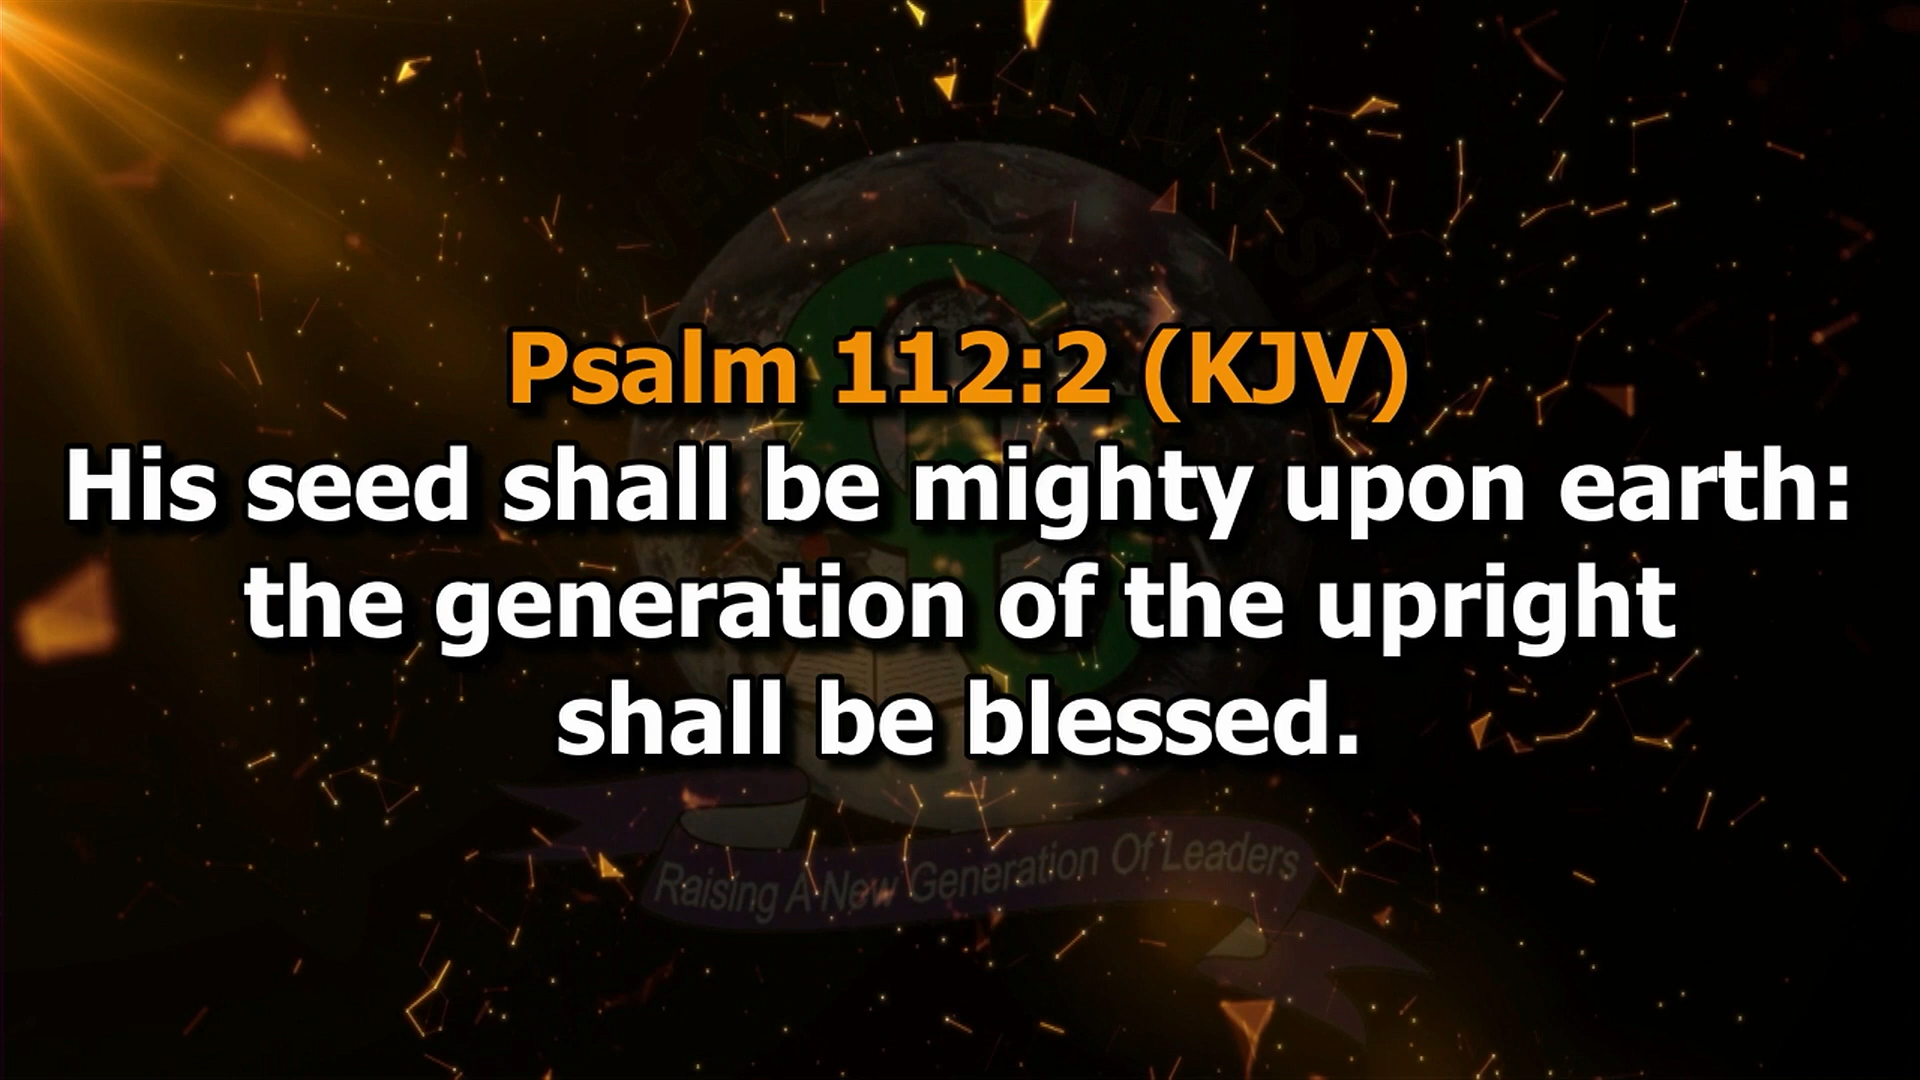 Psalm 112:2 (KJV)
His seed shall be mighty upon earth:
the generation of the upright
shall be blessed.
Raising A New Generation Of Leaders